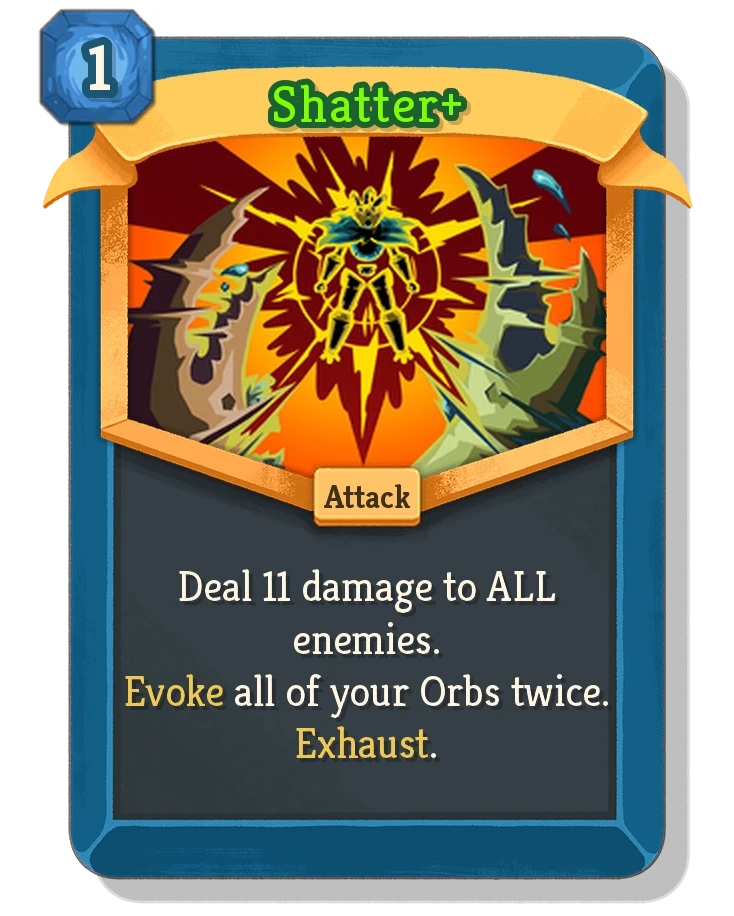 1
Shatter+
Attack
Deal 11 damage to ALL
enemies.
Evoke all of your Orbs twice.
Exhaust.